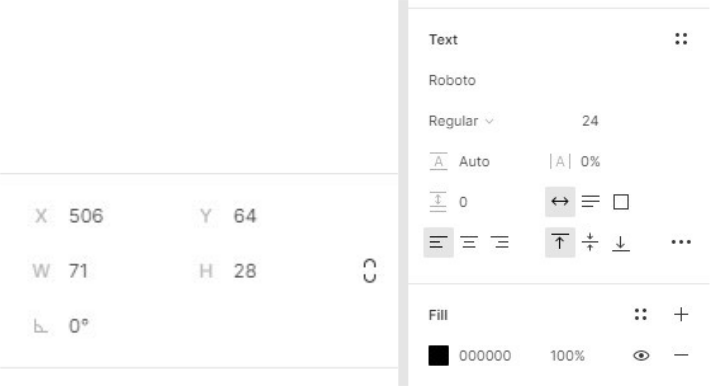 X 506 Y 64
W 71 H 28
0°
Text
Roboto
Regular 24
A Auto |A| 0%
0
Fill
000000 100%